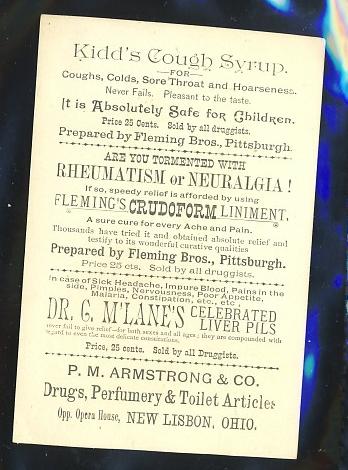 Kidd's Cough Syrup.
—FOR—
Coughs, Colds, Sore Throat and Hoarseness.
Never Fails. Pleasant to the taste.
It is Absolutely Safe for Children.
Price 25 Cents. Sold by all druggists.
Prepared by Fleming Bros., Pittsburgh.
ARE YOU TORMENTED WITH
RHEUMATISM or NEURALGIA!
If so, speedy relief is afforded by using
FLEMING'S CRUDOFORM LINIMENT,
A sure cure for every Ache and Pain.
Thousands have tried it and obtained absolute relief and
testify to its wonderful curative qualities
Prepared by Fleming Bros., Pittsburgh.
Price 25 cts. Sold by all druggists.
In case of Sick Headache, Impure Blood, Pains in the
side, Pimples, Nervousness, Poor Appetite,
Malaria, Constipation, etc., etc
DR. C. M'LANE'S CELEBRATED
LIVER PILS
never fail to give relief—for both sexes and all ages; they are compounded with
regard to even the most delicate constitutions.
Price, 25 cents. Sold by all Druggists.
P. M. ARMSTRONG & CO.
Drugs, Perfumery & Toilet Articles
Opp. Opera House, NEW LISBON, OHIO.